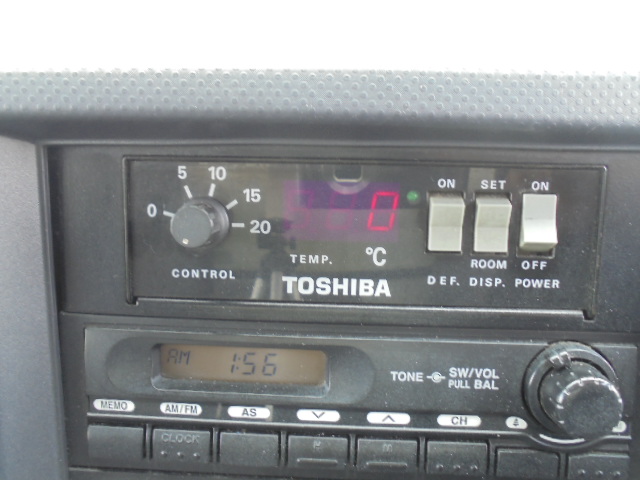 5 10 15
0 20
CONTROL
0
TEMP. °C
TOSHIBA
ON SET ON
ROOM OFF
DEF. DISP. POWER
AM 1:56
TONE SW/VOL
PULL BAL
MEMO AM/FM AS CH
CLOCK